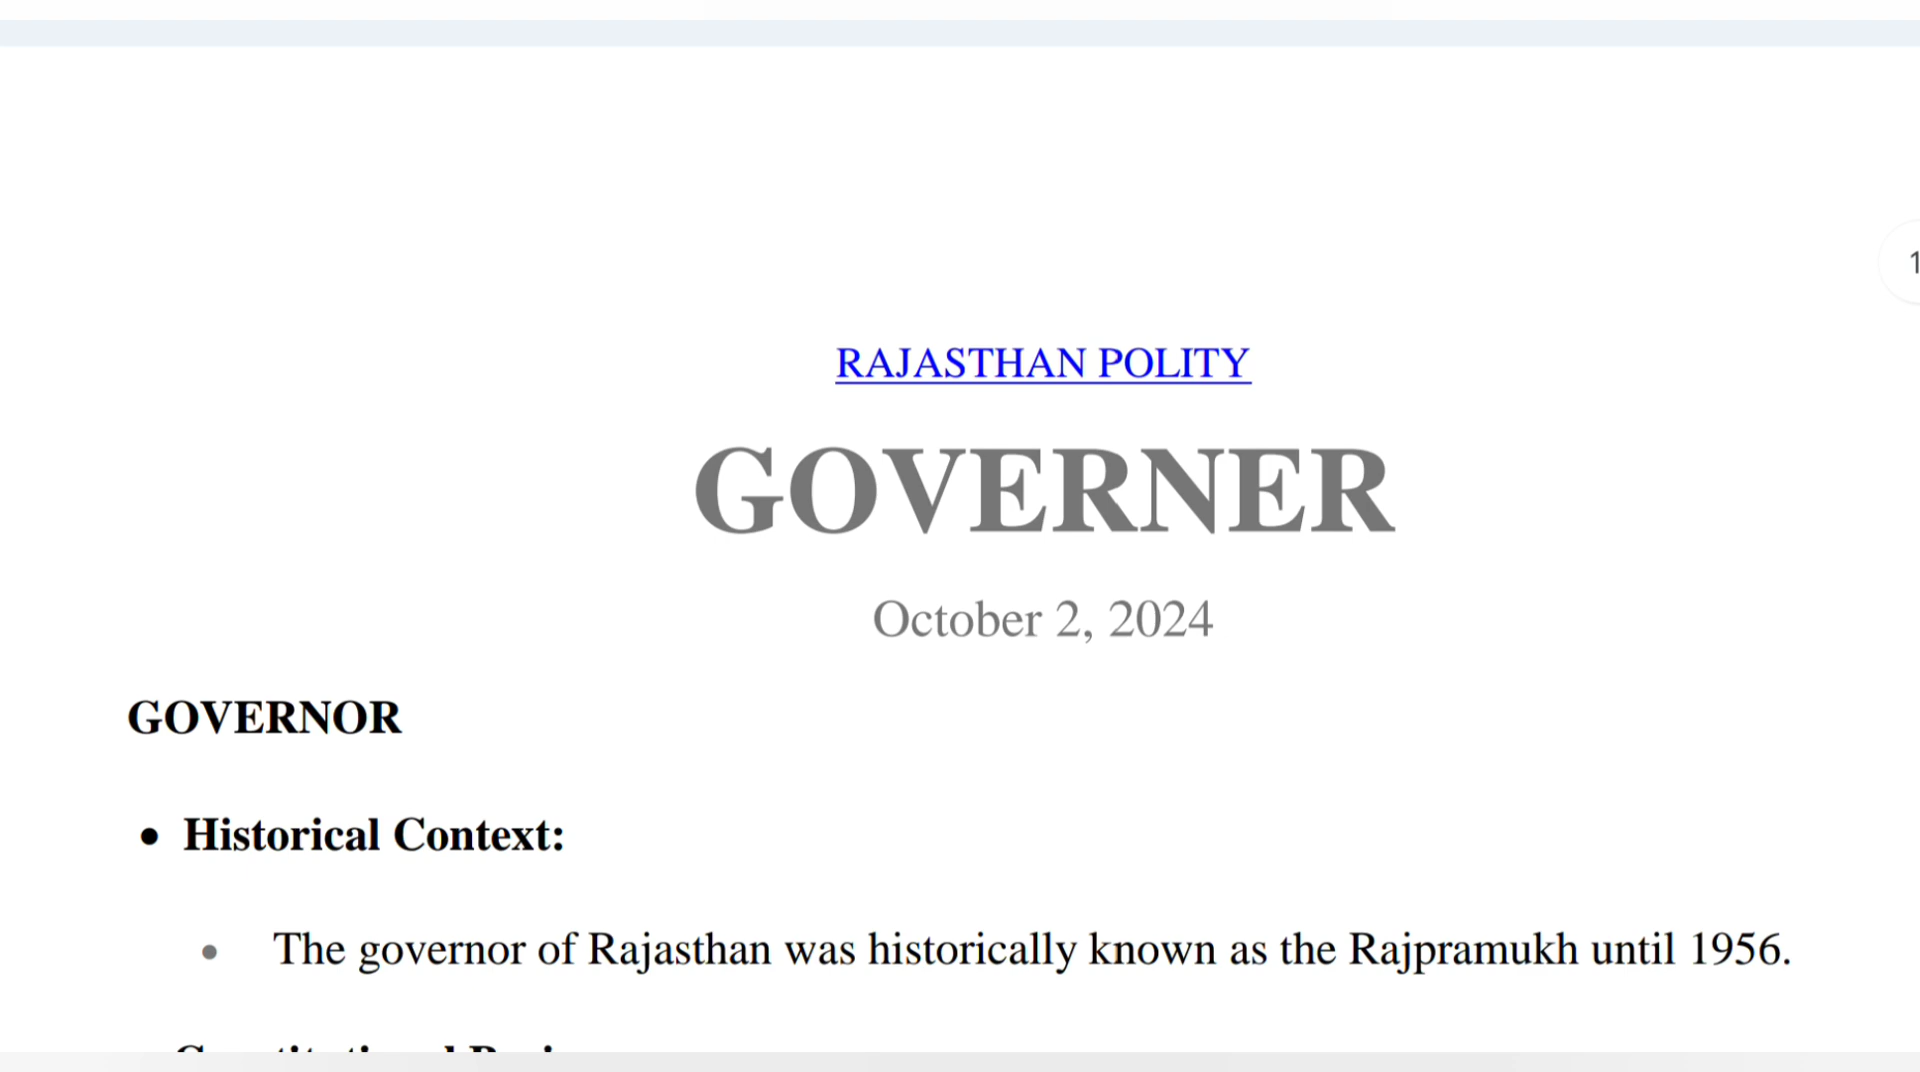 1
RAJASTHAN POLITY
GOVERNER
October 2, 2024
GOVERNOR
• Historical Context:
• The governor of Rajasthan was historically known as the Rajpramukh until 1956.